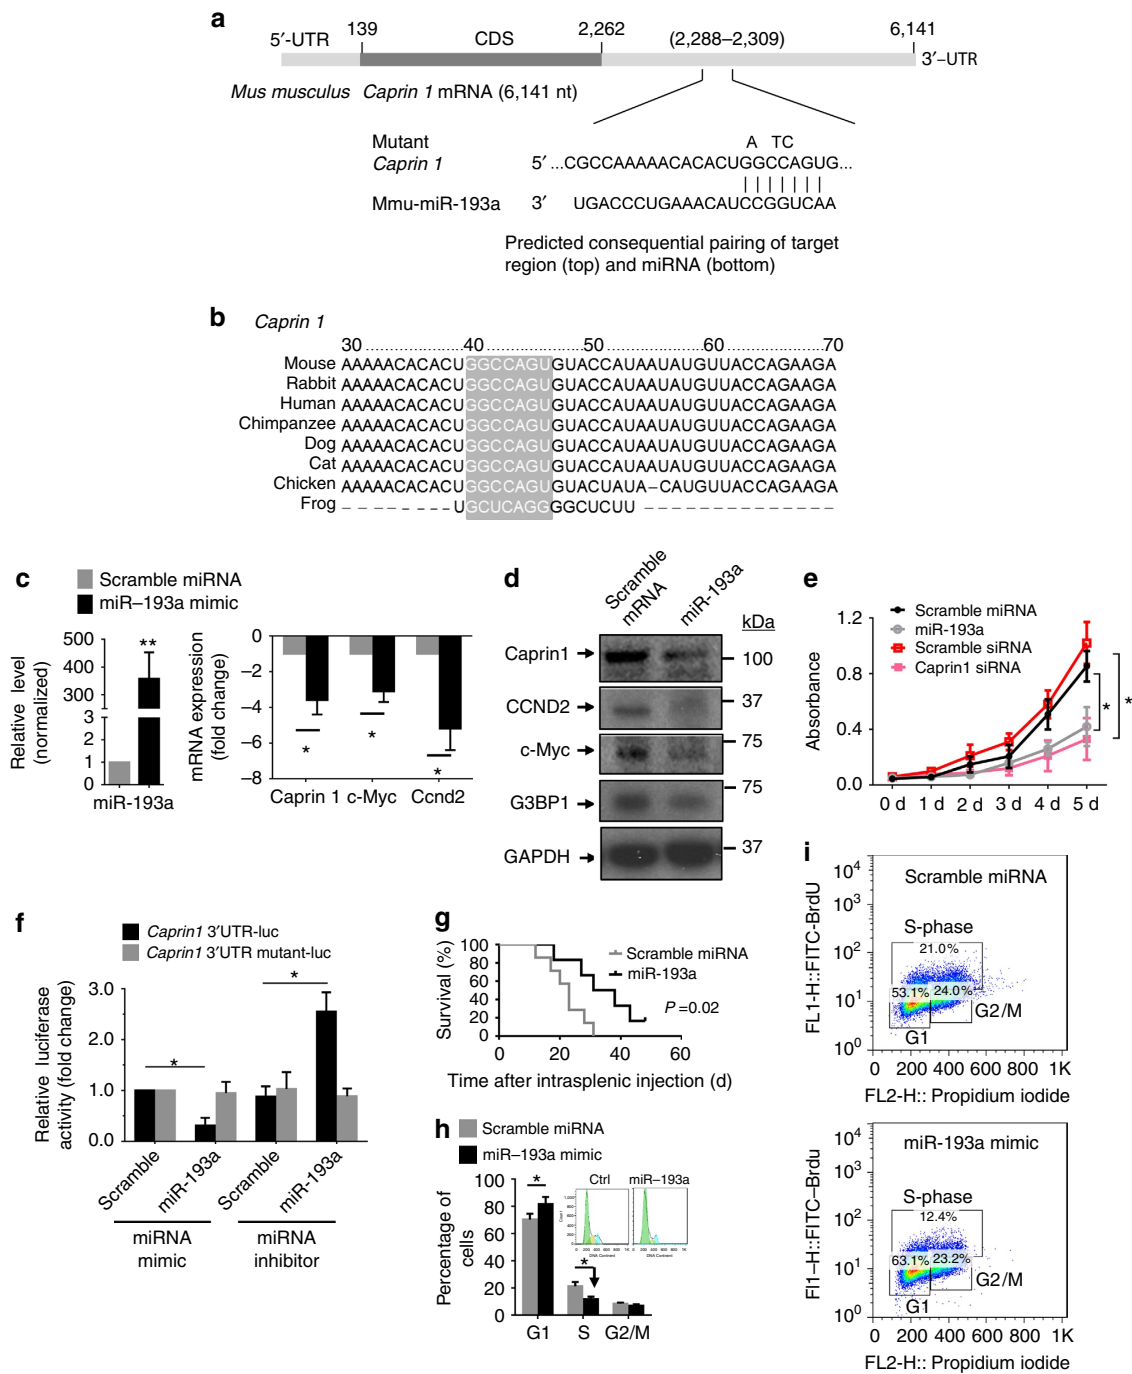 a
139 2,262 (2,288–2,309) 6,141
5′-UTR CDS 3′–UTR
Mus musculus Caprin 1 mRNA (6,141 nt)
Mutant A TC
Caprin 1 5′ ...CGCCAAAAACACACUGGCCAGUG...
Mmu-miR-193a 3′ UGACCCUGAAACAUCCGGUCAA
Predicted consequential pairing of target
region (top) and miRNA (bottom)
b
Caprin 1
30 40 50 60 70
Mouse AAAAACACACUGGCCAGUGUACCAUAAUAUGUUACCAGAAGA
Rabbit AAAAACACACUGGCCAGUGUACCAUAAUAUGUUACCAGAAGA
Human AAAAACACACUGGCCAGUGUACCAUAAUAUGUUACCAGAAGA
Chimpanzee AAAAACACACUGGCCAGUGUACCAUAAUAUGUUACCAGAAGA
Dog AAAAACACACUGGCCAGUGUACCAUAAUAUGUUACCAGAAGA
Cat AAAAACACACUGGCCAGUGUACCAUAAUAUGUUACCAGAAGA
Chicken AAAAACACACUGGCCAGUGUACUAUA–CAUGUUACCAGAAGA
Frog – – – – – – – – – UGCUCAGGGGCUCUU – – – – – – – – – – – – – –
c
Scramble miRNA
miR–193a mimic
Relative level
(normalized)
500
400
300
3
2
1
0
**
miR-193a
mRNA expression
(fold change)
0
−2
−4
−6
−8
* * *
Caprin 1 c-Myc Ccnd2
d
Scramble
mRNA
miR-193a
kDa
Caprin1 100
CCND2 37
c-Myc 75
G3BP1 75
GAPDH 37
e
Scramble miRNA
miR-193a
Scramble siRNA
Caprin1 siRNA
Absorbance
1.2
0.8
0.4
0.0
* *
0 d 1 d 2 d 3 d 4 d 5 d
f
Caprin1 3′UTR-luc
Caprin1 3′UTR mutant-luc
Relative luciferase
activity (fold change)
3.0
2.0
1.0
0.0
* *
Scramble miR-193a Scramble miR-193a
miRNA
mimic
miRNA
inhibitor
g
Survival (%)
100
80
60
40
20
0
Scramble miRNA
miR-193a
P =0.02
0 20 40 60
Time after intrasplenic injection (d)
h
Scramble miRNA
miR–193a mimic
Percentage of
cells
100
80
60
40
20
0
* *
Ctrl miR–193a
DNA Content DNA Content
G1 S G2/M
i
Scramble miRNA
FL1-H::FITC-BrdU
10⁴
10³
10²
10¹
10⁰
S-phase
21.0%
53.1% 24.0%
G2/M
G1
0 200 400 600 800 1K
FL2-H:: Propidium iodide
miR-193a mimic
Fl1–H::FITC–Brdu
10⁴
10³
10²
10¹
10⁰
S-phase
12.4%
63.1% 23.2%
G2/M
G1
0 200 400 600 800 1K
FL2-H:: Propidium iodide